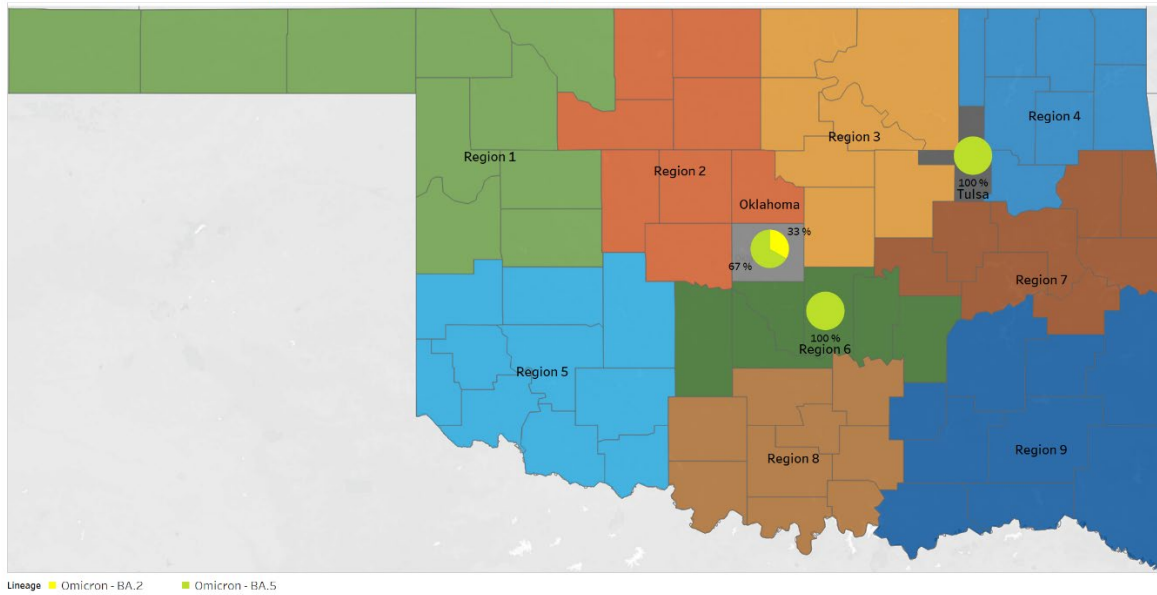 Region 4
Region 3
Region 1
Region 2
100 %
Tulsa
Oklahoma
33 %
67 %
Region 7
100 %
Region 6
Region 5
Region 9
Region 8
Lineage Omicron - BA.2 Omicron - BA.5